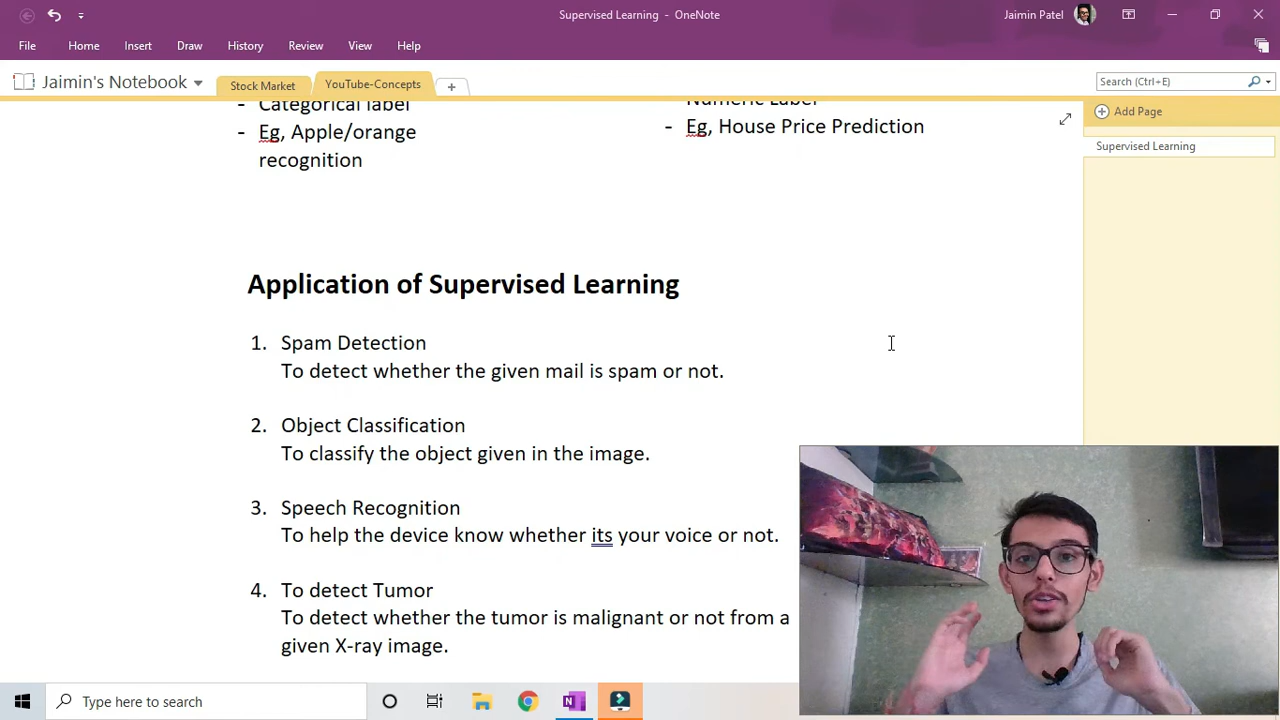 Supervised Learning - OneNote
Jaimin Patel
File Home Insert Draw History Review View Help
Jaimin's Notebook Stock Market YouTube-Concepts
Search (Ctrl+E)
Add Page
Supervised Learning
- Categorical label
- Eg, Apple/orange
recognition
Numeric Label
- Eg, House Price Prediction
Application of Supervised Learning
1. Spam Detection
To detect whether the given mail is spam or not.
2. Object Classification
To classify the object given in the image.
3. Speech Recognition
To help the device know whether its your voice or not.
4. To detect Tumor
To detect whether the tumor is malignant or not from a
given X-ray image.
Type here to search